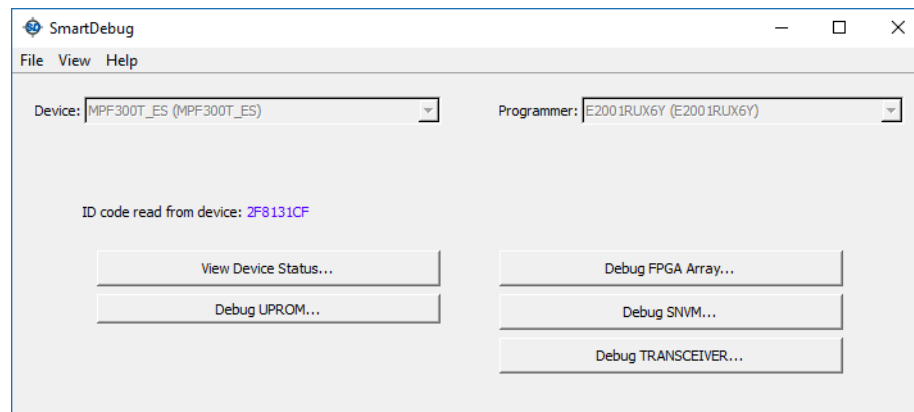 SmartDebug
File View Help
Device: MPF300T_ES (MPF300T_ES) Programmer: E2001RUX6Y (E2001RUX6Y)
ID code read from device: 2F8131CF
View Device Status... Debug FPGA Array...
Debug UPROM... Debug SNVM...
Debug TRANSCEIVER...